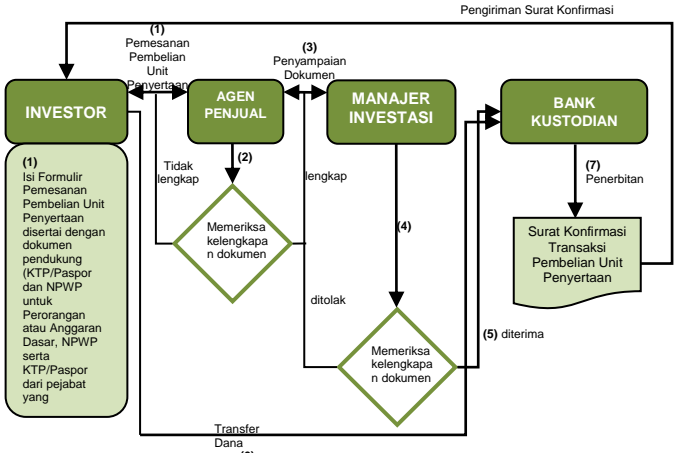 Pengiriman Surat Konfirmasi
(1)
Pemesanan
Pembelian
Unit
Penyertaan
(3)
Penyampaian
Dokumen
INVESTOR
AGEN
PENJUAL
MANAJER
INVESTASI
BANK
KUSTODIAN
(1)
Isi Formulir
Pemesanan
Pembelian Unit
Penyertaan
disertai dengan
dokumen
pendukung
(KTP/Paspor
dan NPWP
untuk
Perorangan
atau Anggaran
Dasar, NPWP
serta
KTP/Paspor
dari pejabat
yang
Tidak
lengkap
(2)
lengkap
Memeriksa
kelengkapa
n dokumen
(4)
ditolak
Memeriksa
kelengkapa
n dokumen
(5) diterima
(7)
Penerbitan
Surat Konfirmasi
Transaksi
Pembelian Unit
Penyertaan
Transfer
Dana